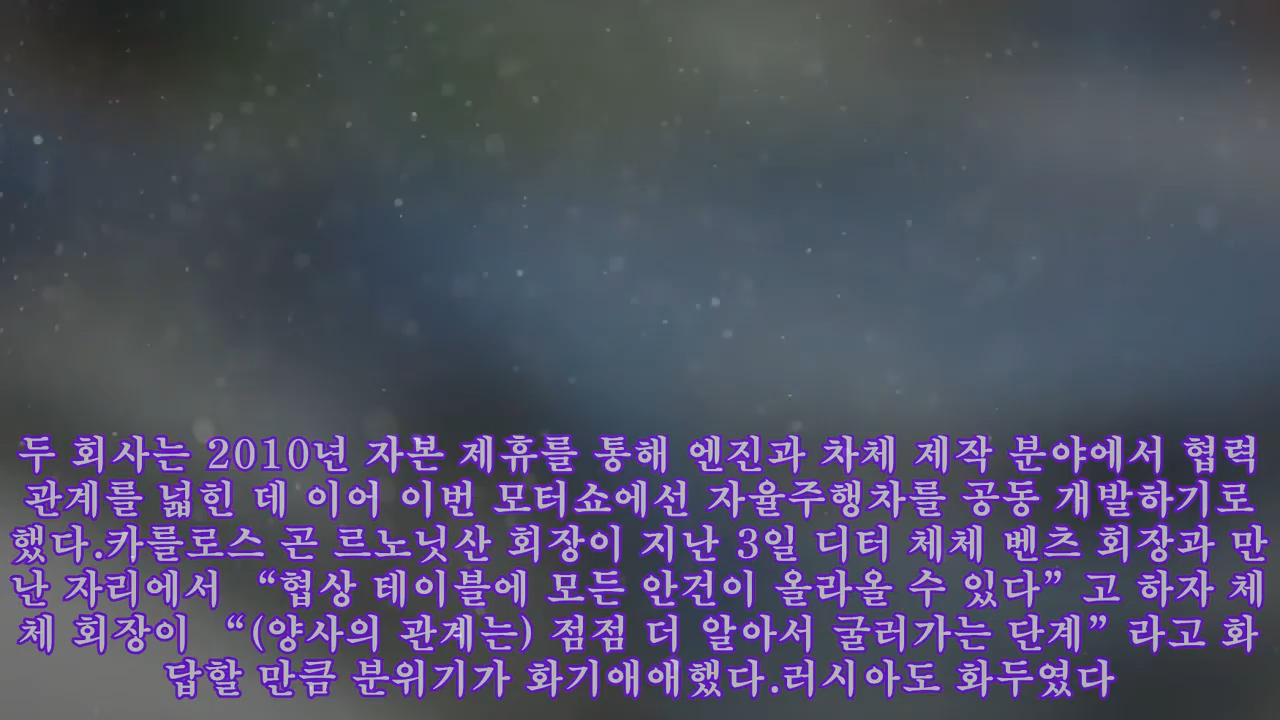 두 회사는 2010년 자본 제휴를 통해 엔진과 차체 제작 분야에서 협력
관계를 넓힌 데 이어 이번 모터쇼에선 자율주행차를 공동 개발하기로
했다.카를로스 곤 르노닛산 회장이 지난 3일 디터 체체 벤츠 회장과 만
난 자리에서 “협상 테이블에 모든 안건이 올라올 수 있다”고 하자 체
체 회장이 “(양사의 관계는) 점점 더 알아서 굴러가는 단계”라고 화
답할 만큼 분위기가 화기애애했다.러시아도 화두였다